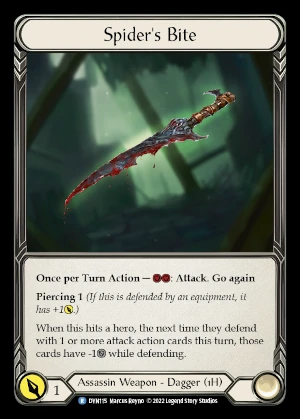 Spider's Bite
Once per Turn Action — : Attack. Go again
Piercing 1 (If this is defended by an equipment, it
has +1.)
When this hits a hero, the next time they defend
with 1 or more attack action cards this turn, those
cards have -1 while defending.
1
Assassin Weapon - Dagger (1H)
R DYN115 Marcus Reyno © 2022 Legend Story Studios